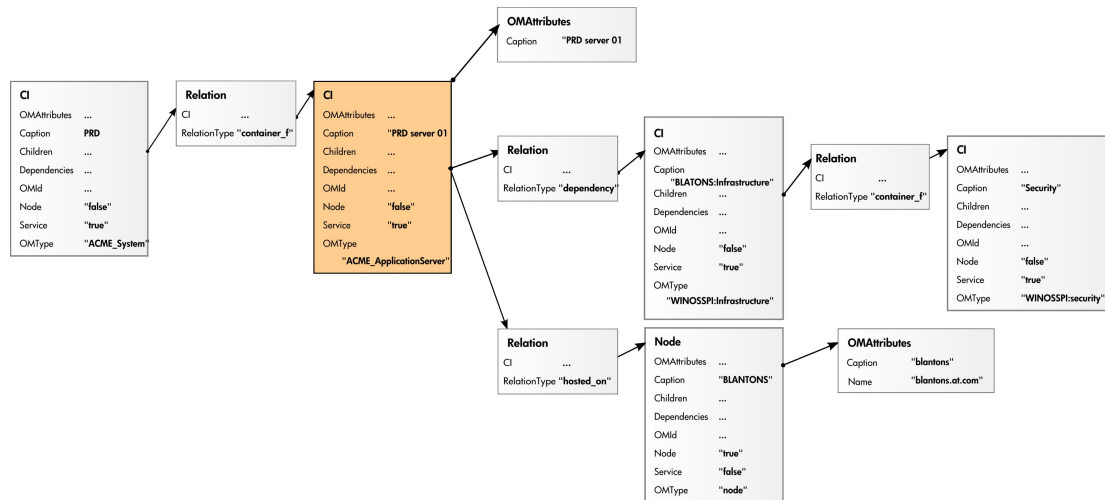 OMAttributes
Caption "PRD server 01
CI
OMAttributes ...
Caption PRD
Children ...
Dependencies ...
OMId ...
Node "false"
Service "true"
OMType "ACME_System"
Relation
CI ...
RelationType "container_f"
CI
OMAttributes ...
Caption "PRD server 01
Children ...
Dependencies ...
OMId ...
Node "false"
Service "true"
OMType
"ACME_ApplicationServer"
Relation
CI ...
RelationType "dependency"
CI
OMAttributes ...
Caption
"BLATONS:Infrastructure"
Children ...
Dependencies ...
OMId ...
Node "false"
Service "true"
OMType
"WINOSSPI:Infrastructure"
Relation
CI ...
RelationType "container_f"
CI
OMAttributes ...
Caption "Security"
Children ...
Dependencies ...
OMId ...
Node "false"
Service "true"
OMType "WINOSSPI:security"
Relation
CI ...
RelationType "hosted_on"
Node
OMAttributes ...
Caption "BLANTONS"
Children ...
Dependencies ...
OMId ...
Node "true"
Service "false"
OMType "node"
OMAttributes
Caption "blantons"
Name "blantons.at.com"